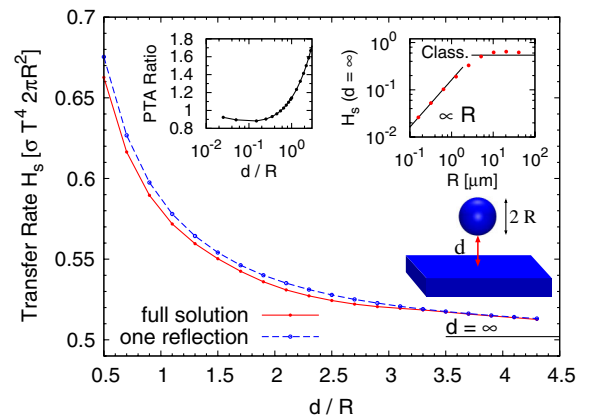 Transfer Rate H_s [σ T^4 2πR^2]
0.7
0.65
0.6
0.55
0.5
0.5
1
1.5
2
2.5
3
3.5
4
4.5
d / R
PTA Ratio
1.8
1.6
1.4
1.2
1
0.8
10^-2
10^-1
10^0
d / R
H_s (d = ∞)
10^0
10^-1
10^-2
Class.
∝ R
10^-1
10^0
10^1
10^2
R [μm]
2 R
d
full solution
one reflection
d = ∞